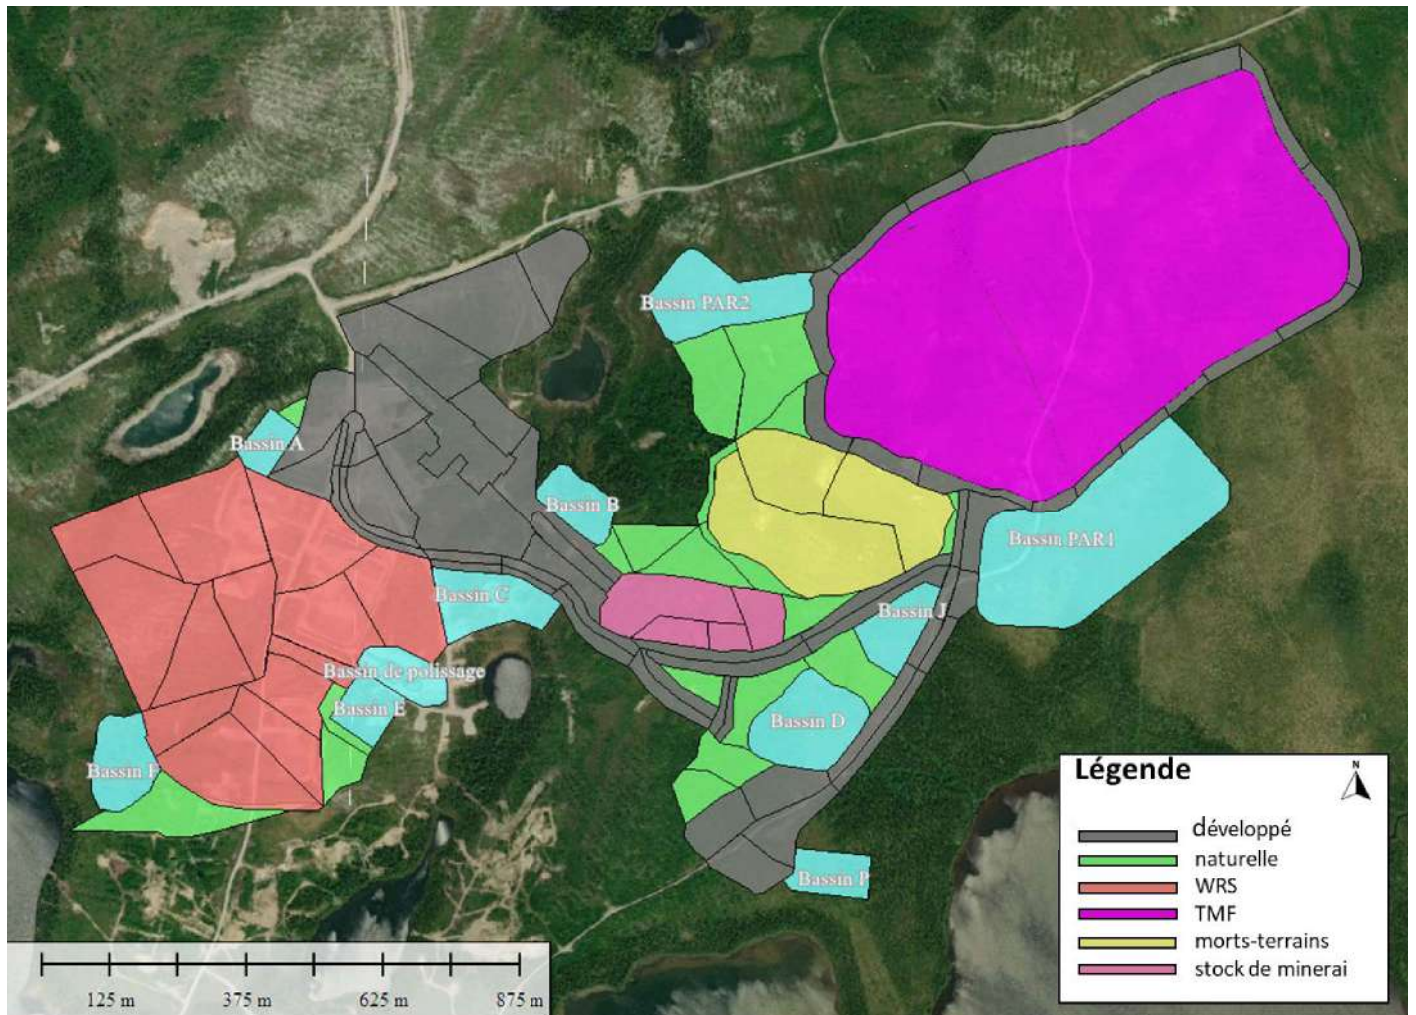 Bassin PAR2
Bassin A
Bassin B
Bassin PAR1
Bassin C
Bassin J
Bassin de polissage
Bassin E
Bassin D
Bassin F
Bassin P
Légende
N
développé
naturelle
WRS
TMF
morts-terrains
stock de minerai
125 m 375 m 625 m 875 m